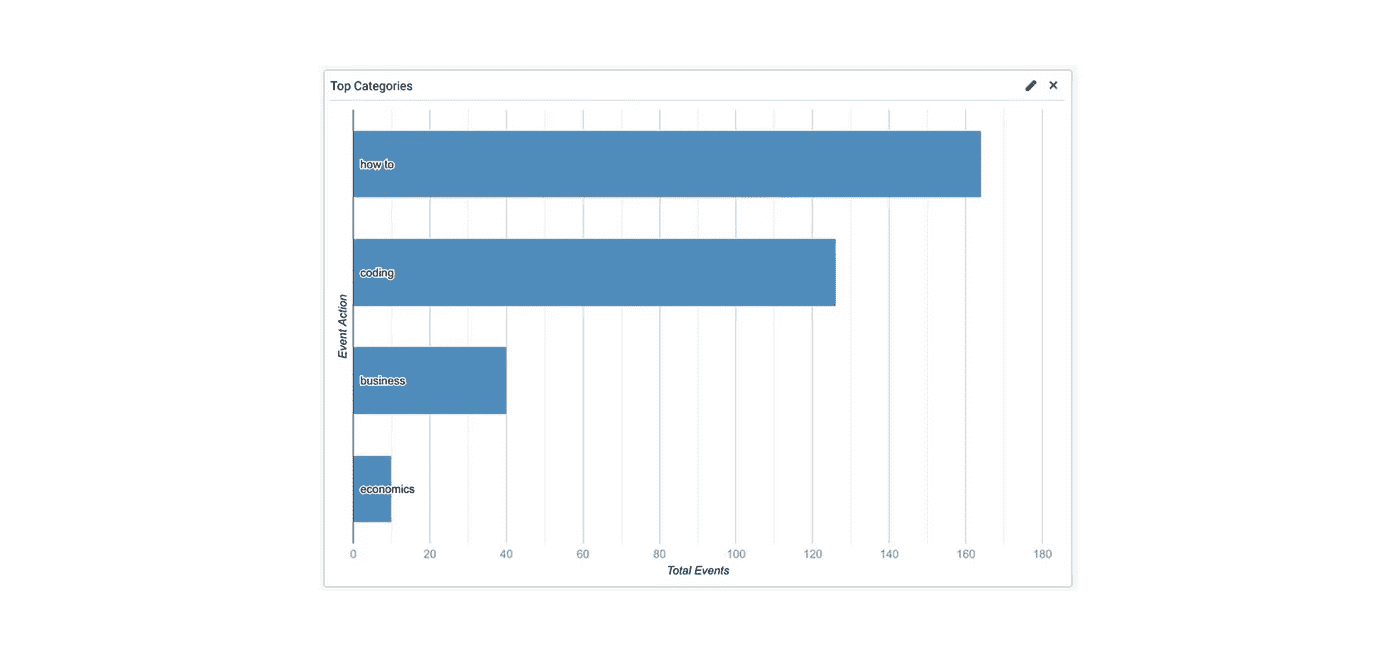 Top Categories
how to
coding
Event Action
business
economics
0 20 40 60 80 100 120 140 160 180
Total Events